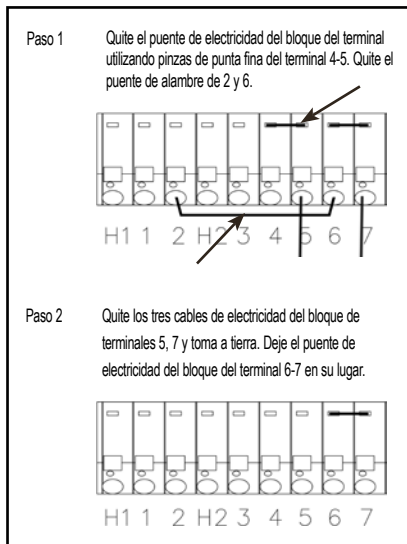 Paso 1
Quite el puente de electricidad del bloque del terminal
utilizando pinzas de punta fina del terminal 4-5. Quite el
puente de alambre de 2 y 6.
H1 1 2 H2 3 4 5 6 7
Paso 2
Quite los tres cables de electricidad del bloque de
terminales 5, 7 y toma a tierra. Deje el puente de
electricidad del bloque del terminal 6-7 en su lugar.
H1 1 2 H2 3 4 5 6 7